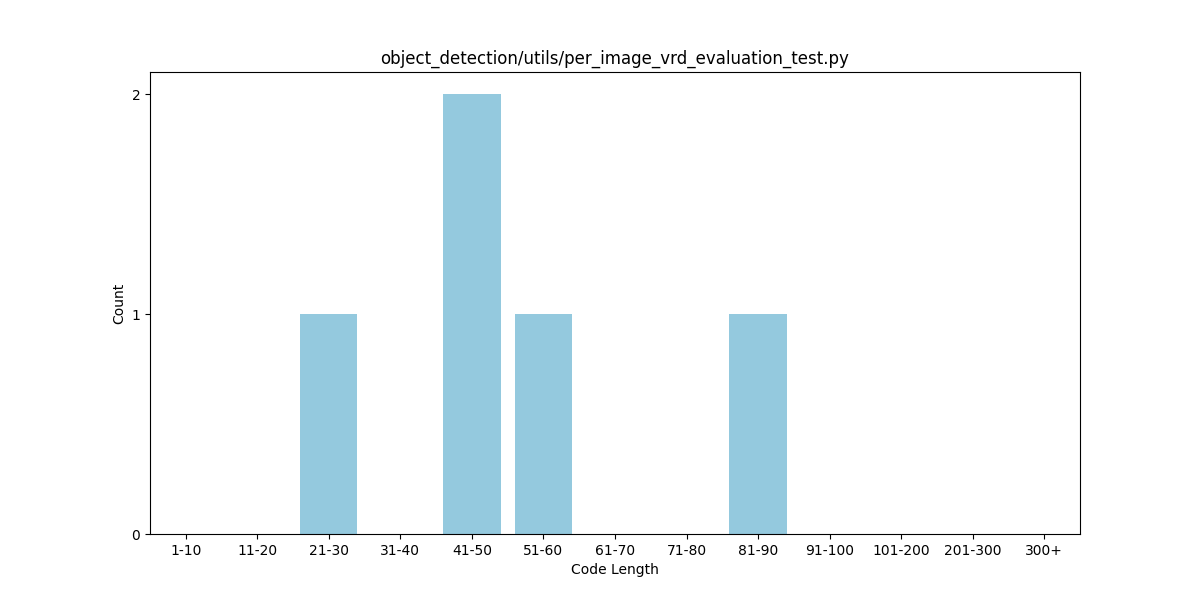 object_detection/utils/per_image_vrd_evaluation_test.py
2
1
0
Count
1-10 11-20 21-30 31-40 41-50 51-60 61-70 71-80 81-90 91-100 101-200 201-300 300+
Code Length